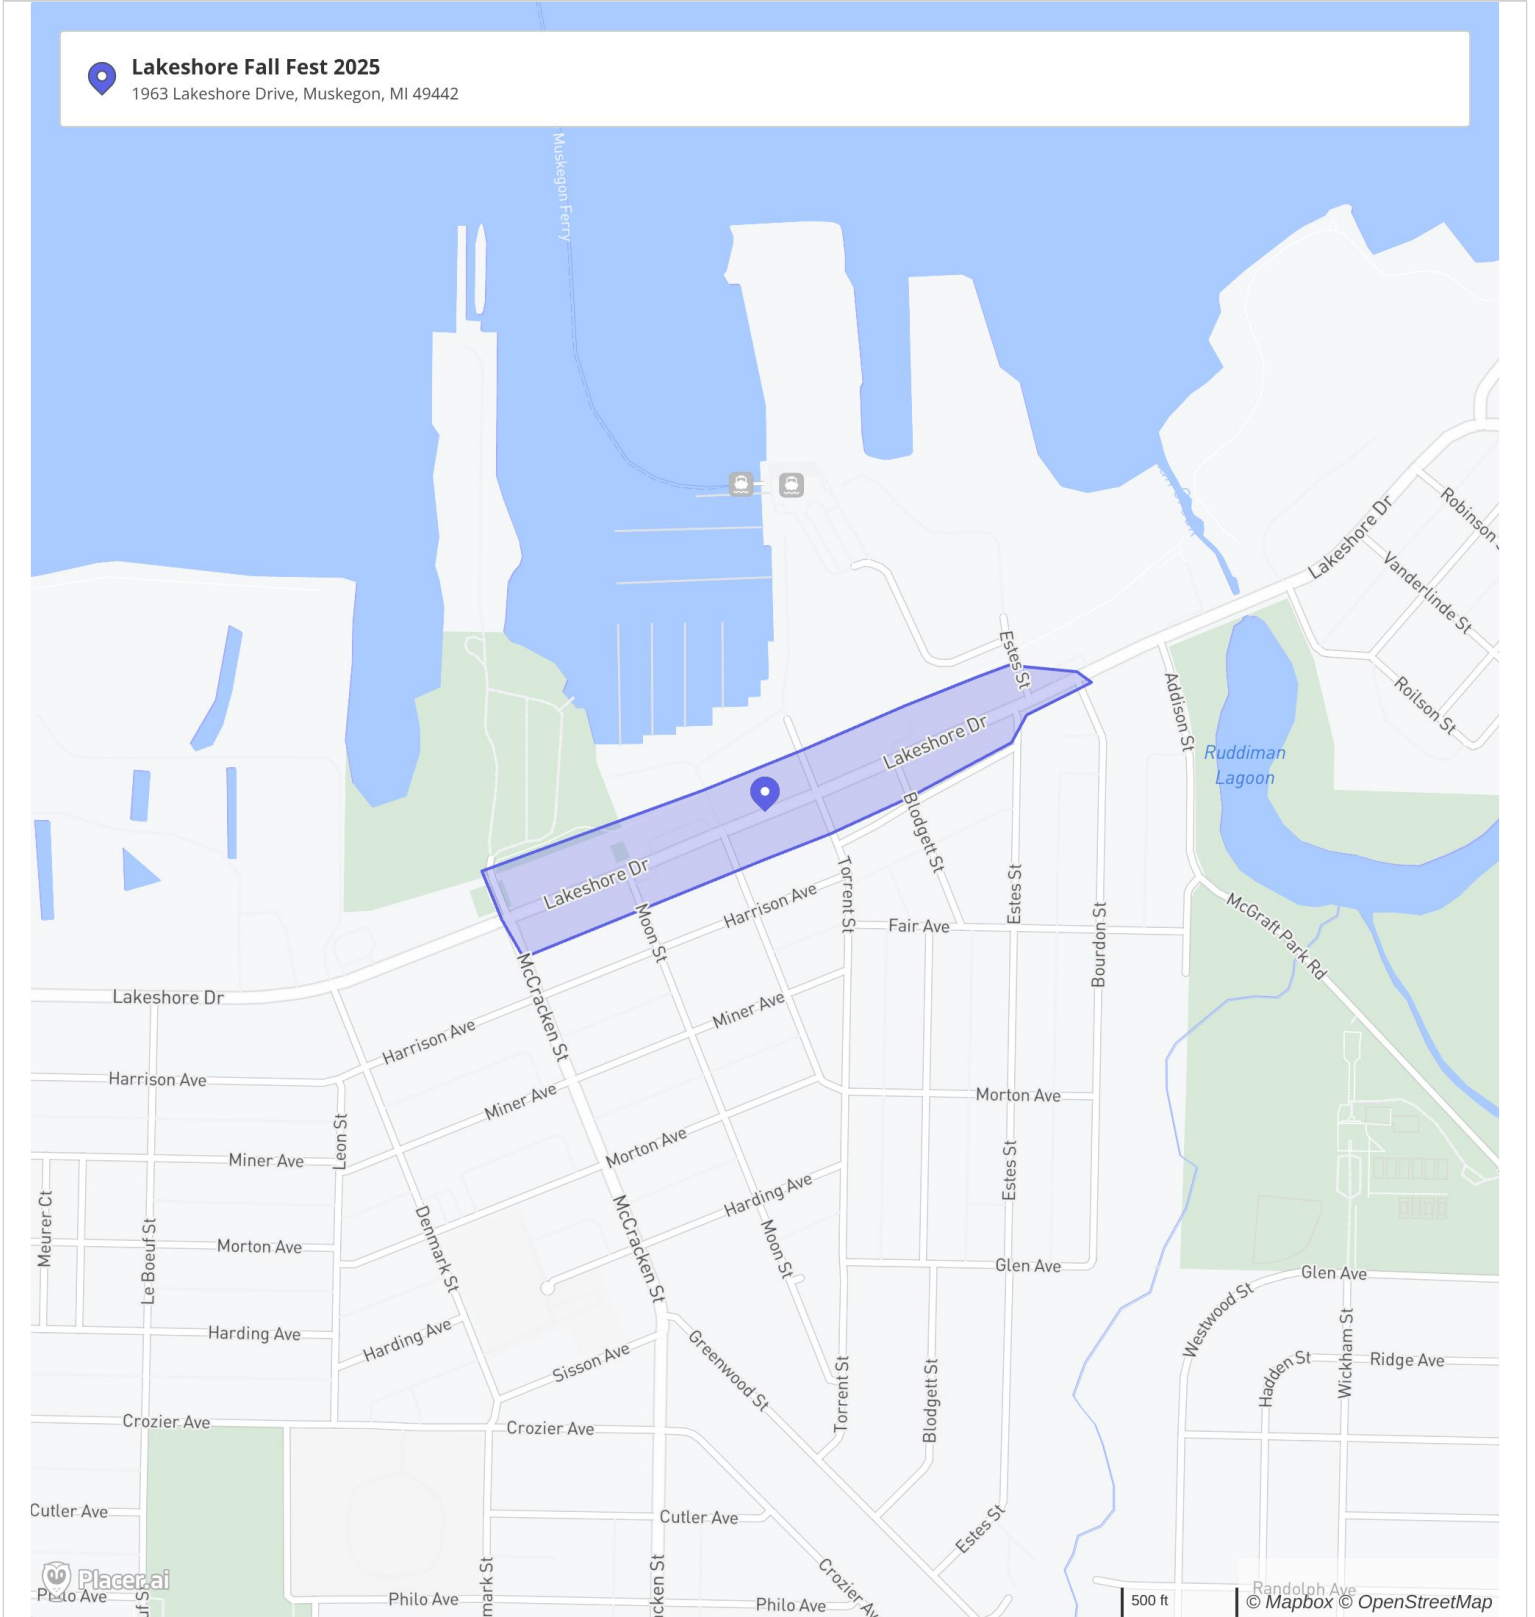 Lakeshore Fall Fest 2025
1963 Lakeshore Drive, Muskegon, MI 49442
Muskegon Ferry
Lakeshore Dr
Robinson
Vanderlinde St
Roilson St
Estes St
Addison St
Ruddiman
Lagoon
Lakeshore Dr
Blodgett St
Lakeshore Dr
Torrent St
Estes St
Harrison Ave
Moon St
Fair Ave
Bourdon St
McGraft Park Rd
McCracken St
Lakeshore Dr
Harrison Ave
Miner Ave
Harrison Ave
Miner Ave
Morton Ave
Leon St
Miner Ave
Morton Ave
Estes St
Meurer Ct
Le Boeuf St
Morton Ave
Denmark St
McCracken St
Harding Ave
Moon St
Glen Ave
Glen Ave
Harding Ave
Harding Ave
Sisson Ave
Greenwood St
Torrent St
Blodgett St
Westwood St
Hadden St
Wickham St
Ridge Ave
Crozier Ave
Crozier Ave
Cutler Ave
Cutler Ave
Estes St
Placer.ai
Philo Ave
Philo Ave
Crozier Av
mark St
cken St
Randolph Ave
500 ft
© Mapbox © OpenStreetMap